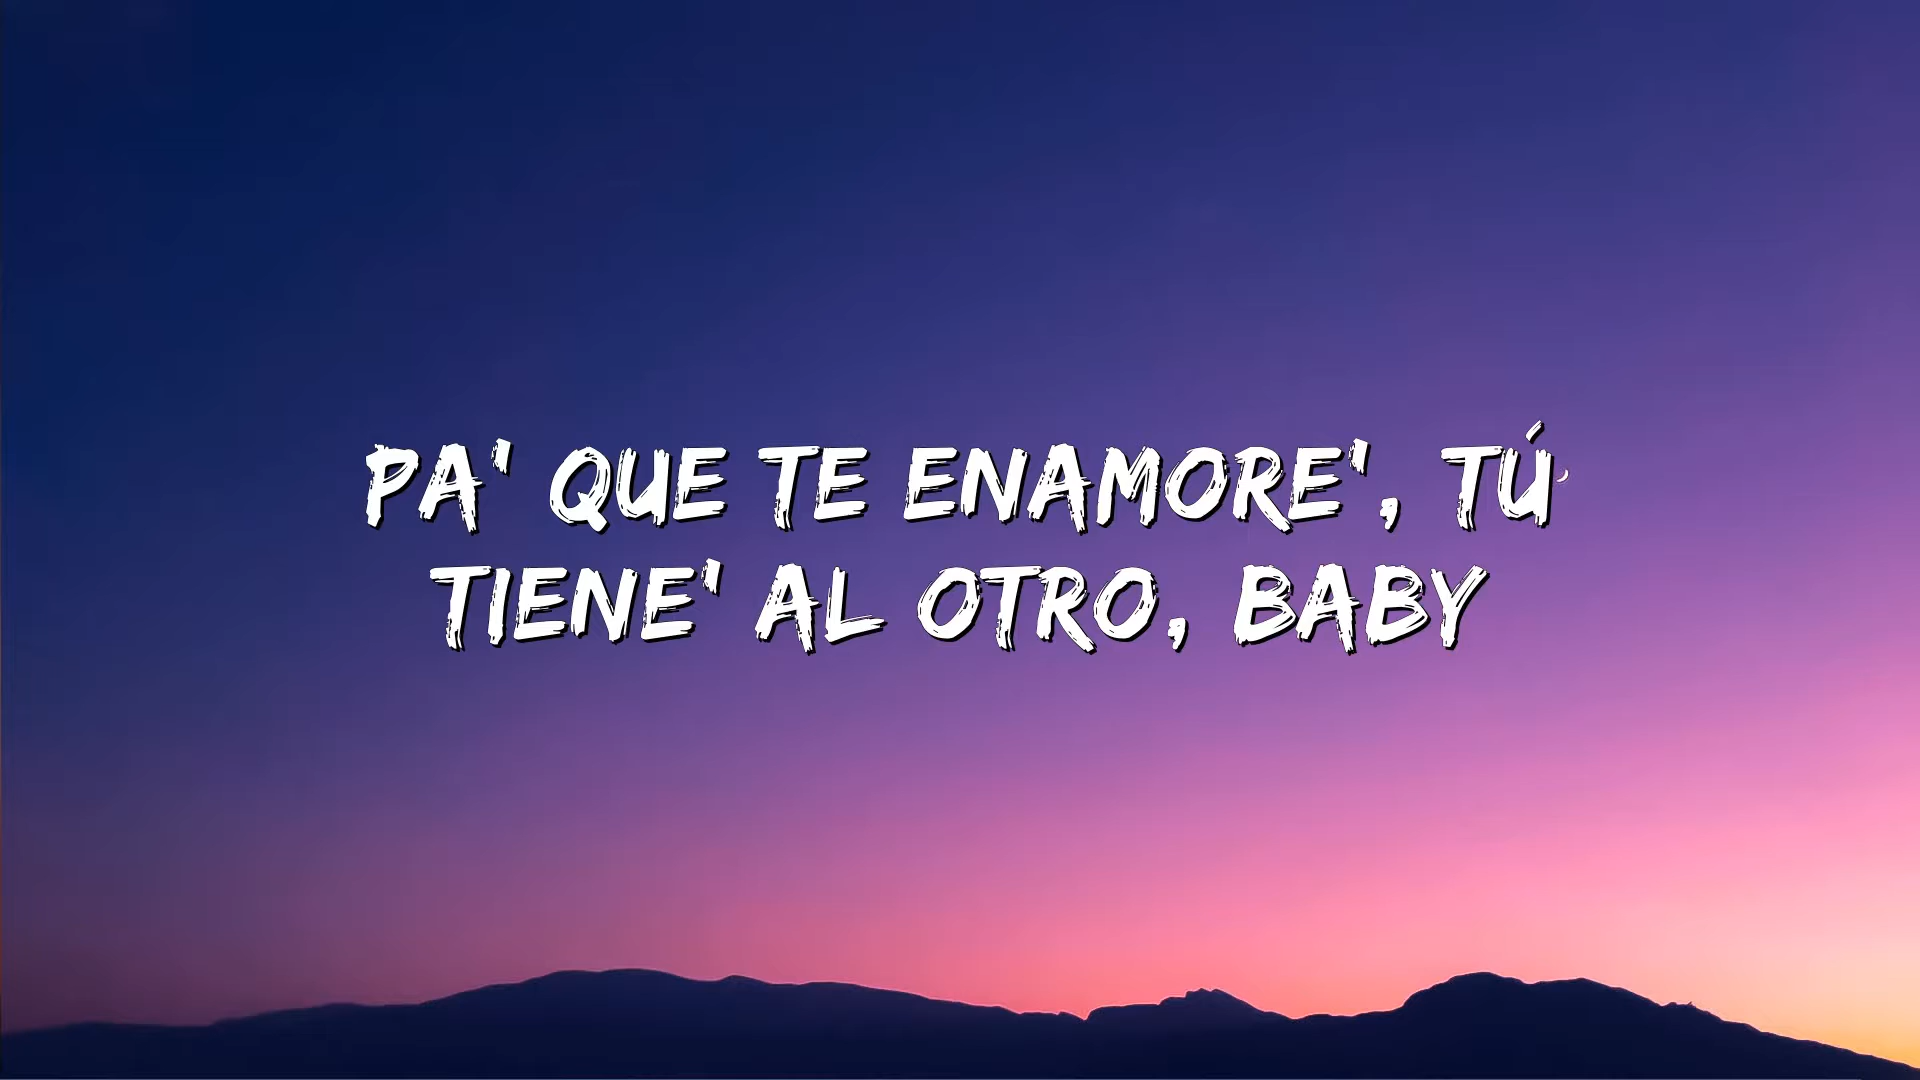 PA' QUE TE ENAMORE', TÚ
TIENE' AL OTRO, BABY